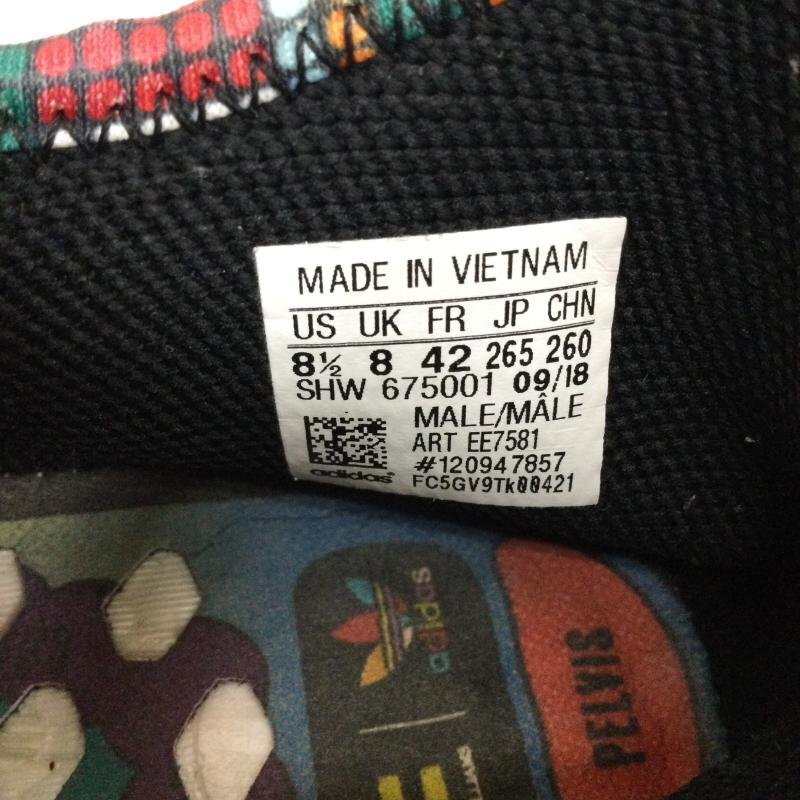 MADE IN VIETNAM
US UK FR JP CHN
8½ 8 42 265 260
SHW 675001 09/18
MALE/MÂLE
ART EE7581
#120947857
FC5GV9Tk00421
adidas
adidas
PELVIS